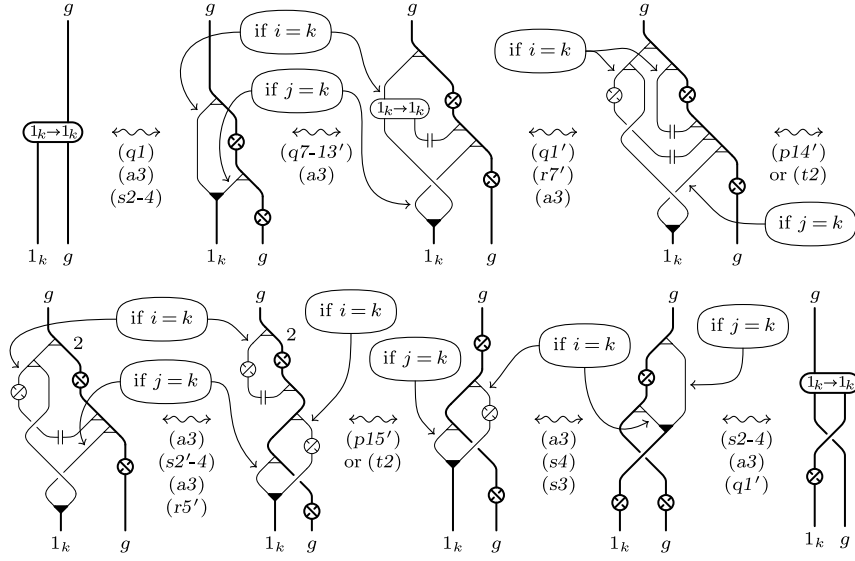 g g g g
if i = k if j = k if i = k
1k→1k 1k→1k
(q1) (q7-13′) (q1′) (p14′)
(a3) (a3) (r7′) or (t2)
(s2-4) (a3)
if j = k
1k g 1k g 1k g 1k g
g g g g g
if i = k if i = k if j = k
2 2 if j = k if i = k 1k→1k
if j = k
(a3) (p15′) (a3) (s2-4)
(s2′-4) or (t2) (s4) (a3)
(a3) (s3) (q1′)
(r5′)
1k g 1k g 1k g 1k g 1k g